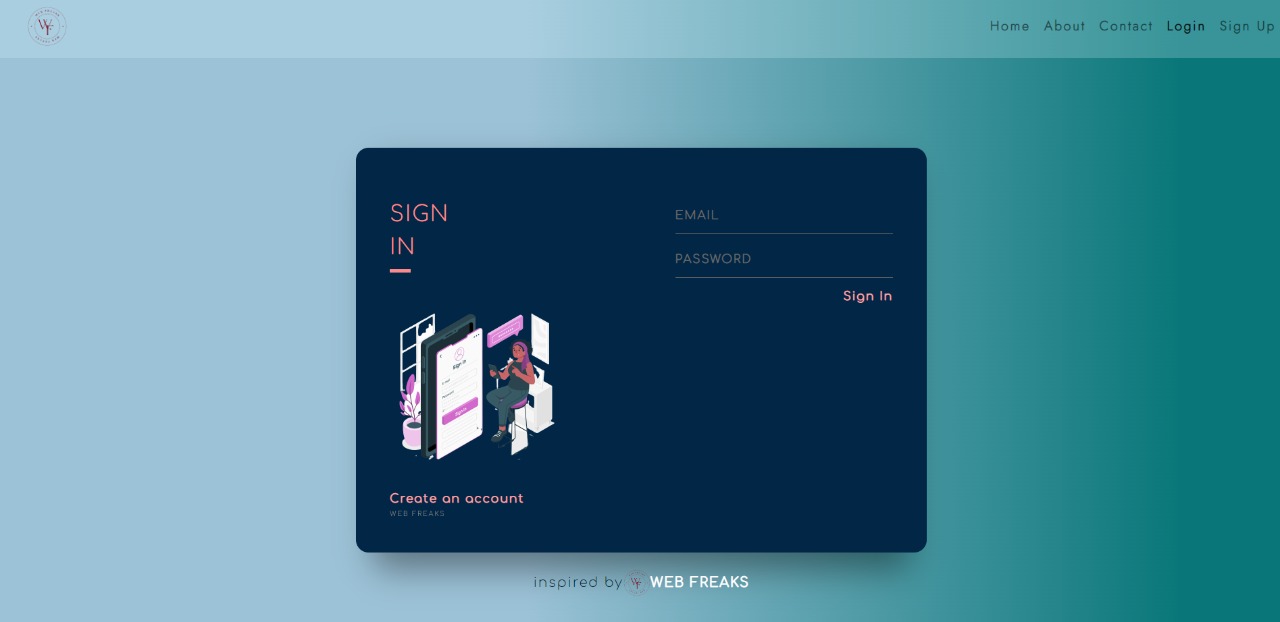 Home About Contact Login Sign Up
SIGN
IN
EMAIL
PASSWORD
Sign In
Sign in
Create an account
WEB FREAKS
inspired by WEB FREAKS